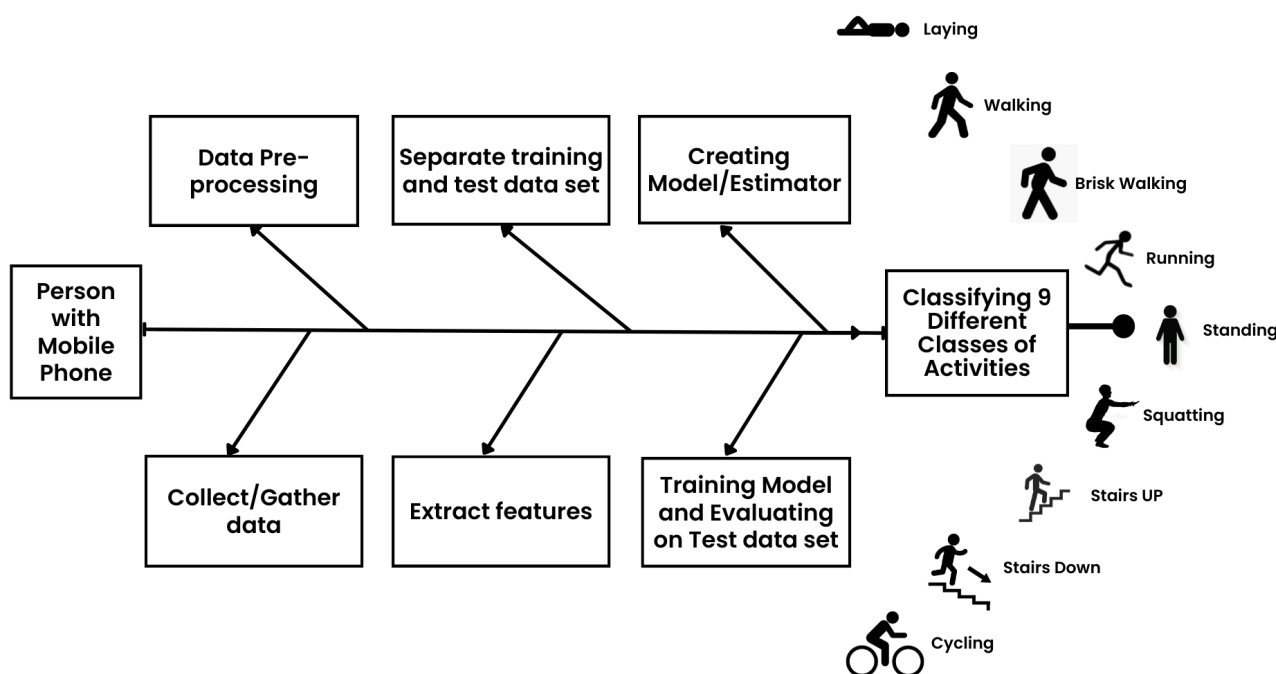 Laying
Walking
Brisk Walking
Running
Standing
Squatting
Stairs UP
Stairs Down
Cycling
Data Pre-
processing
Separate training
and test data set
Creating
Model/Estimator
Person
with
Mobile
Phone
Classifying 9
Different
Classes of
Activities
Collect/Gather
data
Extract features
Training Model
and Evaluating
on Test data set